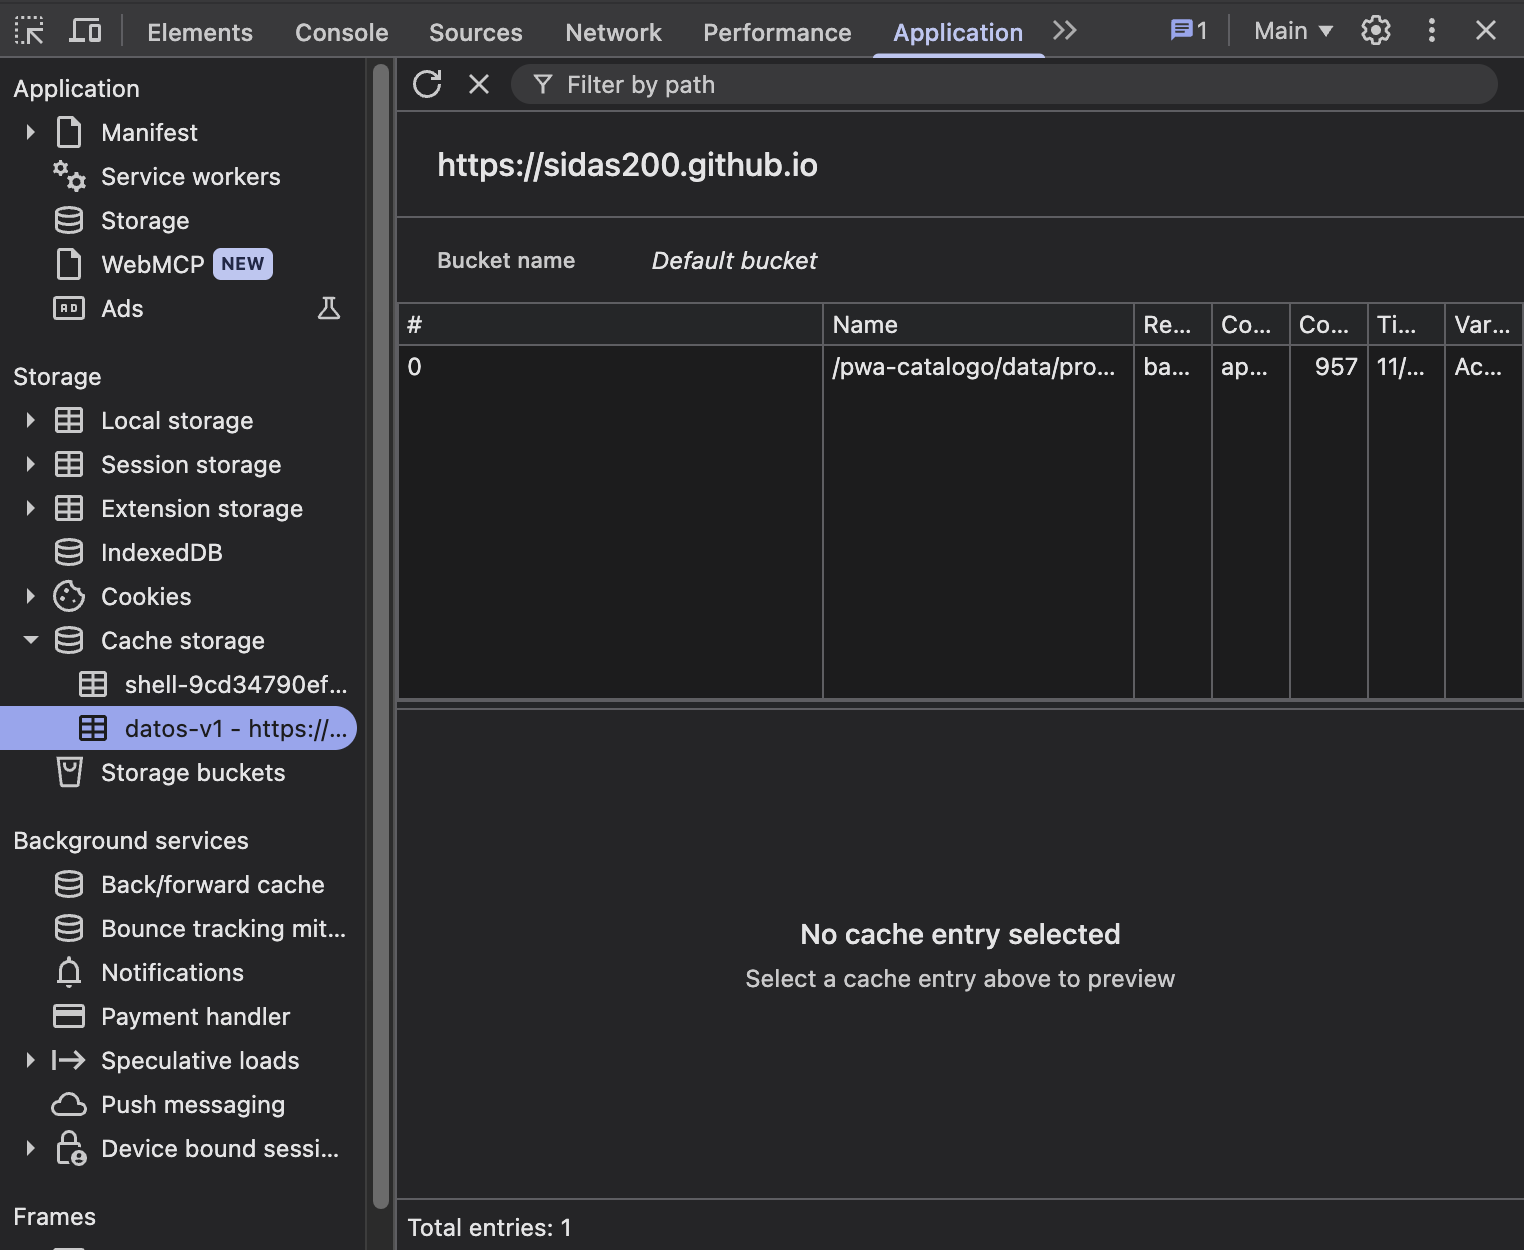 Elements Console Sources Network Performance Application 1 Main
Application
Manifest
Service workers
Storage
WebMCP NEW
AD Ads
Storage
Local storage
Session storage
Extension storage
IndexedDB
Cookies
Cache storage
shell-9cd34790ef...
datos-v1 - https://...
Storage buckets
Background services
Back/forward cache
Bounce tracking mit...
Notifications
Payment handler
Speculative loads
Push messaging
Device bound sessi...
Frames
Filter by path
https://sidas200.github.io
Bucket name Default bucket
# Name Re... Co... Co... Ti... Var...
0 /pwa-catalogo/data/pro... ba... ap... 957 11/... Ac...
No cache entry selected
Select a cache entry above to preview
Total entries: 1